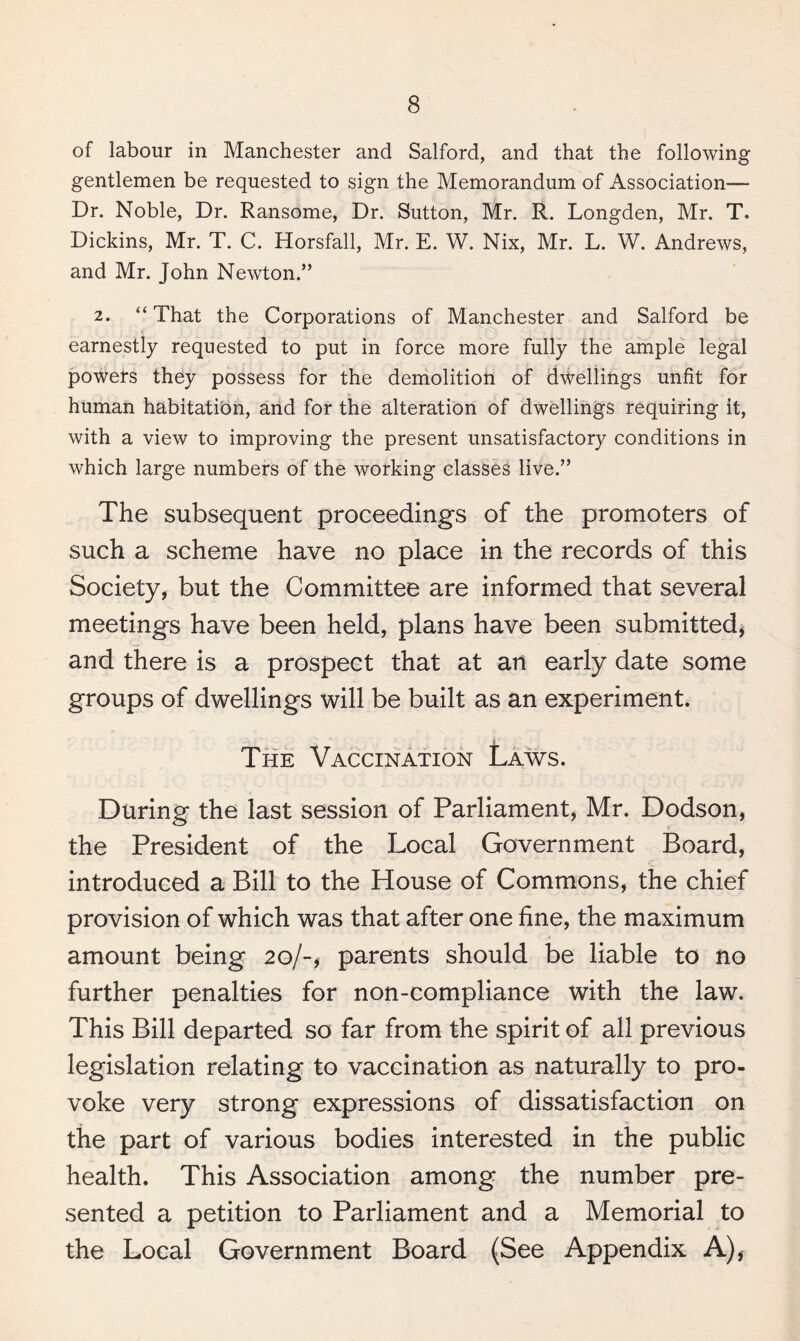 8
of labour in Manchester and Salford, and that the following
gentlemen be requested to sign the Memorandum of Association—
Dr. Noble, Dr. Ransome, Dr. Sutton, Mr. R. Longden, Mr. T.
Dickins, Mr. T. C. Horsfall, Mr. E. W. Nix, Mr. L. W. Andrews,
and Mr. John Newton.”
2. “That the Corporations of Manchester and Salford be
earnestly requested to put in force more fully the ample legal
powers they possess for the demolition of dwellings unfit for
human habitation, and for the alteration of dwellings requiring it,
with a view to improving the present unsatisfactory conditions in
which large numbers of the working classes live.”
The subsequent proceedings of the promoters of
such a scheme have no place in the records of this
Society, but the Committee are informed that several
meetings have been held, plans have been submitted,
and there is a prospect that at an early date some
groups of dwellings will be built as an experiment.
The Vaccination Laws.
During the last session of Parliament, Mr. Dodson,
the President of the Local Government Board,
introduced a Bill to the House of Commons, the chief
provision of which was that after one fine, the maximum
amount being 20/-, parents should be liable to no
further penalties for non-compliance with the law.
This Bill departed so far from the spirit of all previous
legislation relating to vaccination as naturally to pro-
voke very strong expressions of dissatisfaction on
the part of various bodies interested in the public
health. This Association among the number pre-
sented a petition to Parliament and a Memorial to
the Local Government Board (See Appendix A),